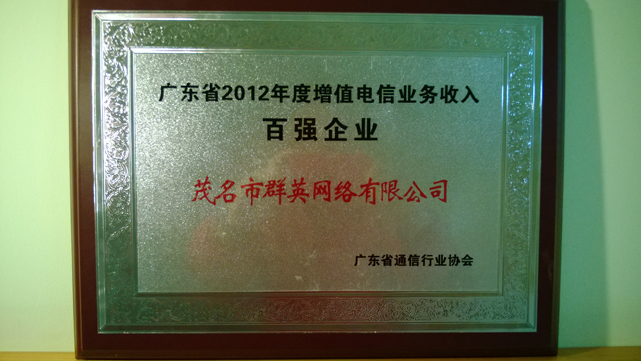 广东省2012年度增值电信业务收入
百强企业
茂名市群英网络有限公司
广东省通信行业协会